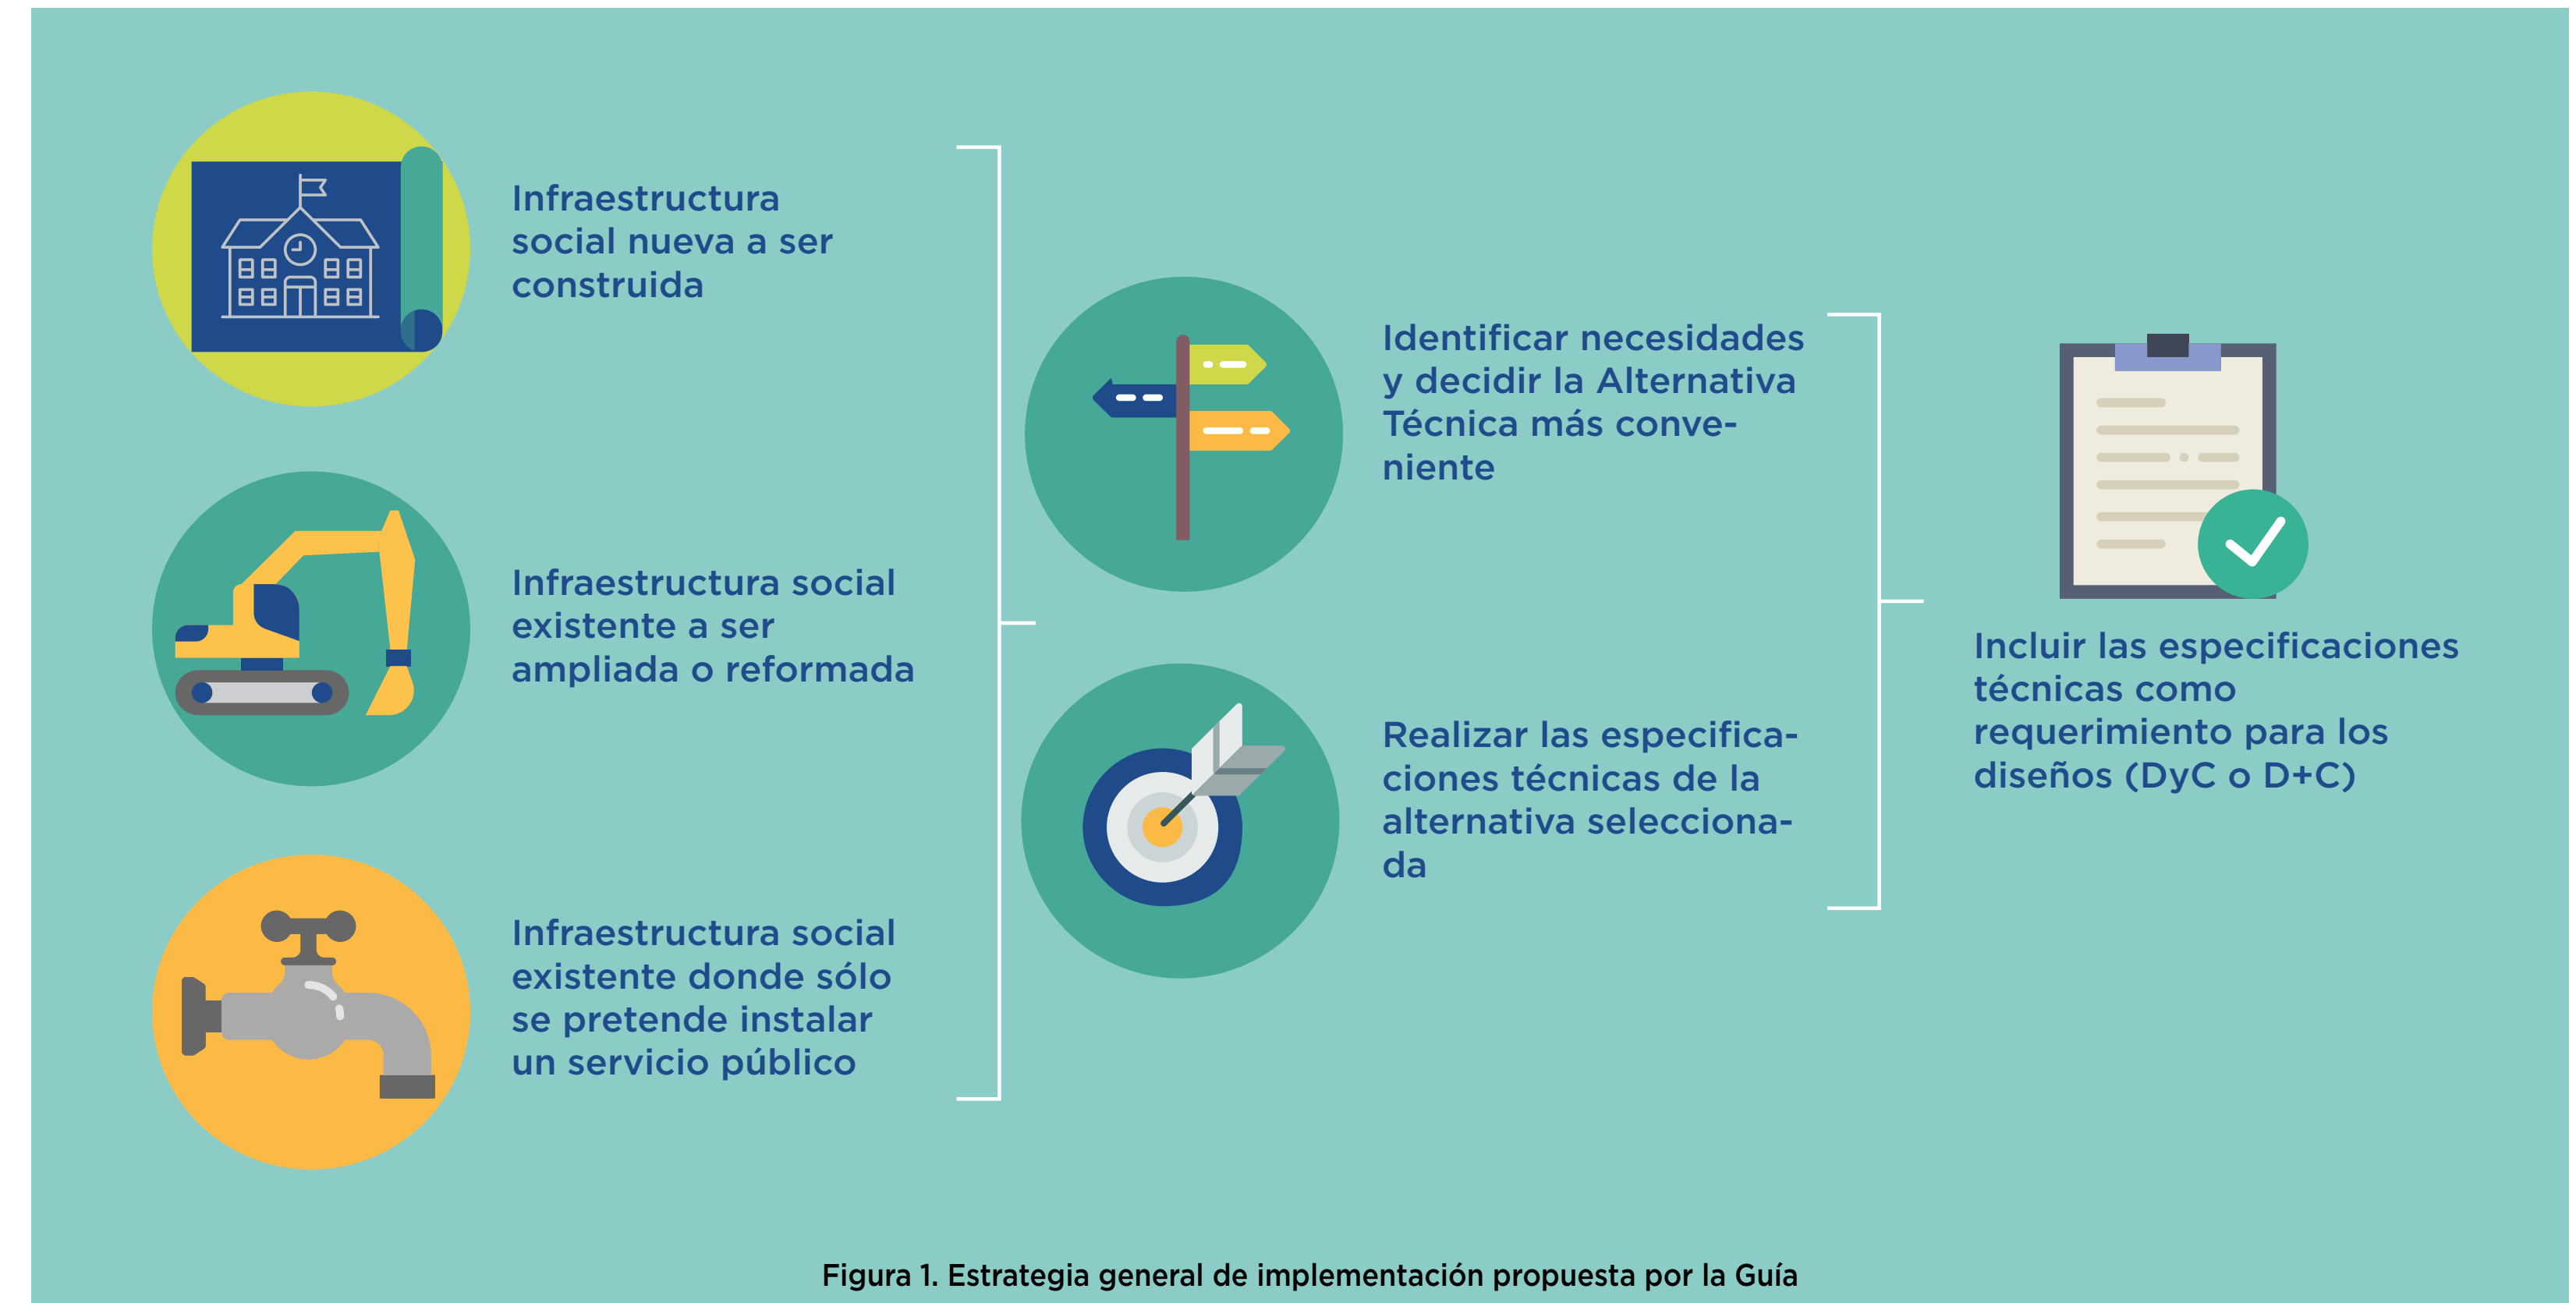 Infraestructura
social nueva a ser
construida
Infraestructura social
existente a ser
ampliada o reformada
Infraestructura social
existente donde sólo
se pretende instalar
un servicio público
Identificar necesidades
y decidir la Alternativa
Técnica más conve-
niente
Realizar las especifica-
ciones técnicas de la
alternativa selecciona-
da
Incluir las especificaciones
técnicas como
requerimiento para los
diseños (DyC o D+C)
Figura 1. Estrategia general de implementación propuesta por la Guía